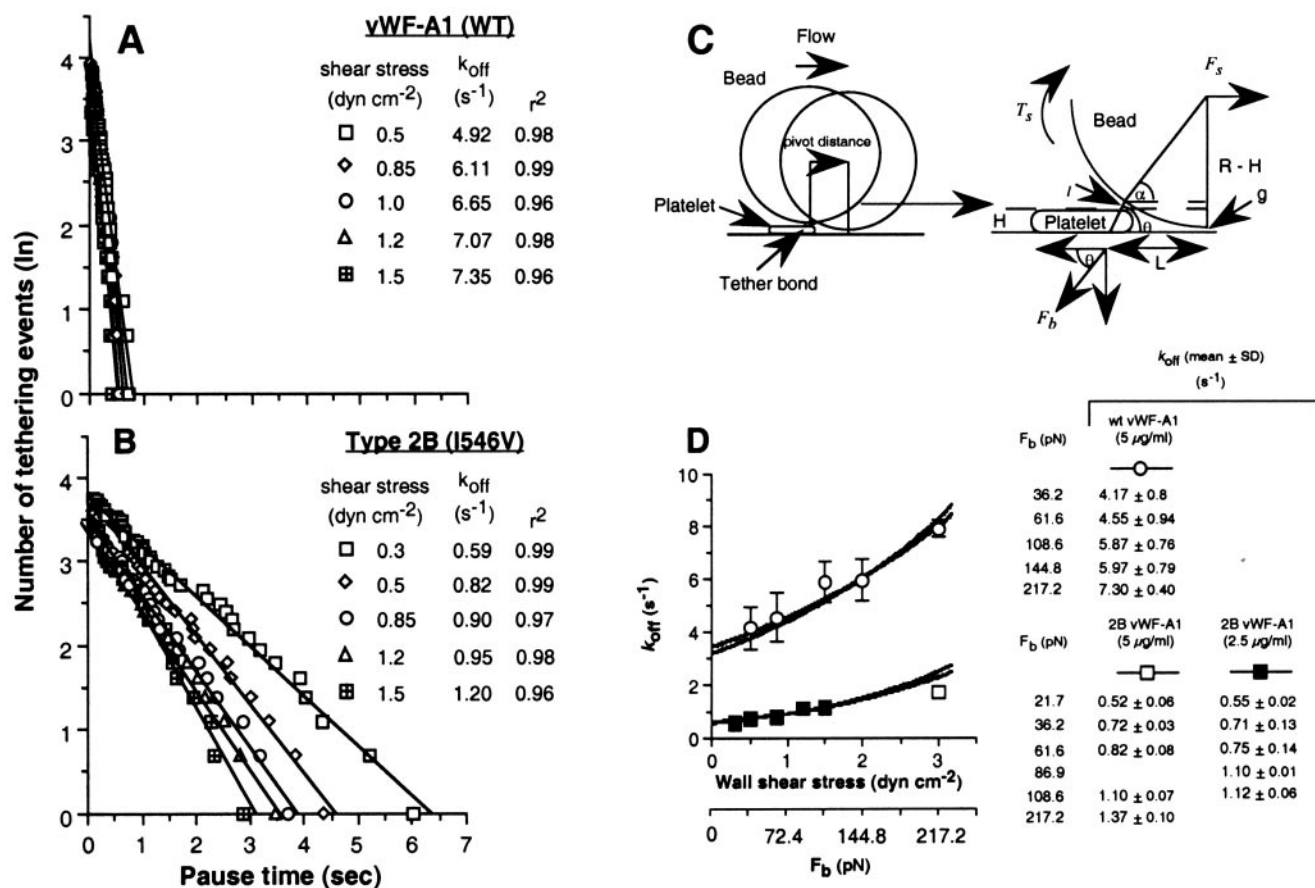 A
vWF-A1 (WT)
shear stress (dyn cm-2) koff (s-1) r2
□ 0.5 4.92 0.98
◇ 0.85 6.11 0.99
○ 1.0 6.65 0.96
△ 1.2 7.07 0.98
⊞ 1.5 7.35 0.96
4
3
2
1
0
0 1 2 3 4 5 6 7
Number of tethering events (ln)
B
Type 2B (I546V)
shear stress (dyn cm-2) koff (s-1) r2
□ 0.3 0.59 0.99
◇ 0.5 0.82 0.99
○ 0.85 0.90 0.97
△ 1.2 0.95 0.98
⊞ 1.5 1.20 0.96
4
3
2
1
0
0 1 2 3 4 5 6 7
Pause time (sec)
C
Flow
Bead
pivot distance
Platelet
Tether bond
Fs
Ts
Bead
R - H
l
α
g
H
Platelet
θ
θ
L
Fb
D
10
8
6
4
2
0
koff (s-1)
0 1 2 3
Wall shear stress (dyn cm-2)
0 72.4 144.8 217.2
Fb (pN)
koff (mean ± SD)
(s-1)
Fb (pN) wt vWF-A1 (5 µg/ml)
36.2 4.17 ± 0.8
61.6 4.55 ± 0.94
108.6 5.87 ± 0.76
144.8 5.97 ± 0.79
217.2 7.30 ± 0.40
Fb (pN) 2B vWF-A1 (5 µg/ml) 2B vWF-A1 (2.5 µg/ml)
21.7 0.52 ± 0.06 0.55 ± 0.02
36.2 0.72 ± 0.03 0.71 ± 0.13
61.6 0.82 ± 0.08 0.75 ± 0.14
86.9 1.10 ± 0.01
108.6 1.10 ± 0.07 1.12 ± 0.06
217.2 1.37 ± 0.10